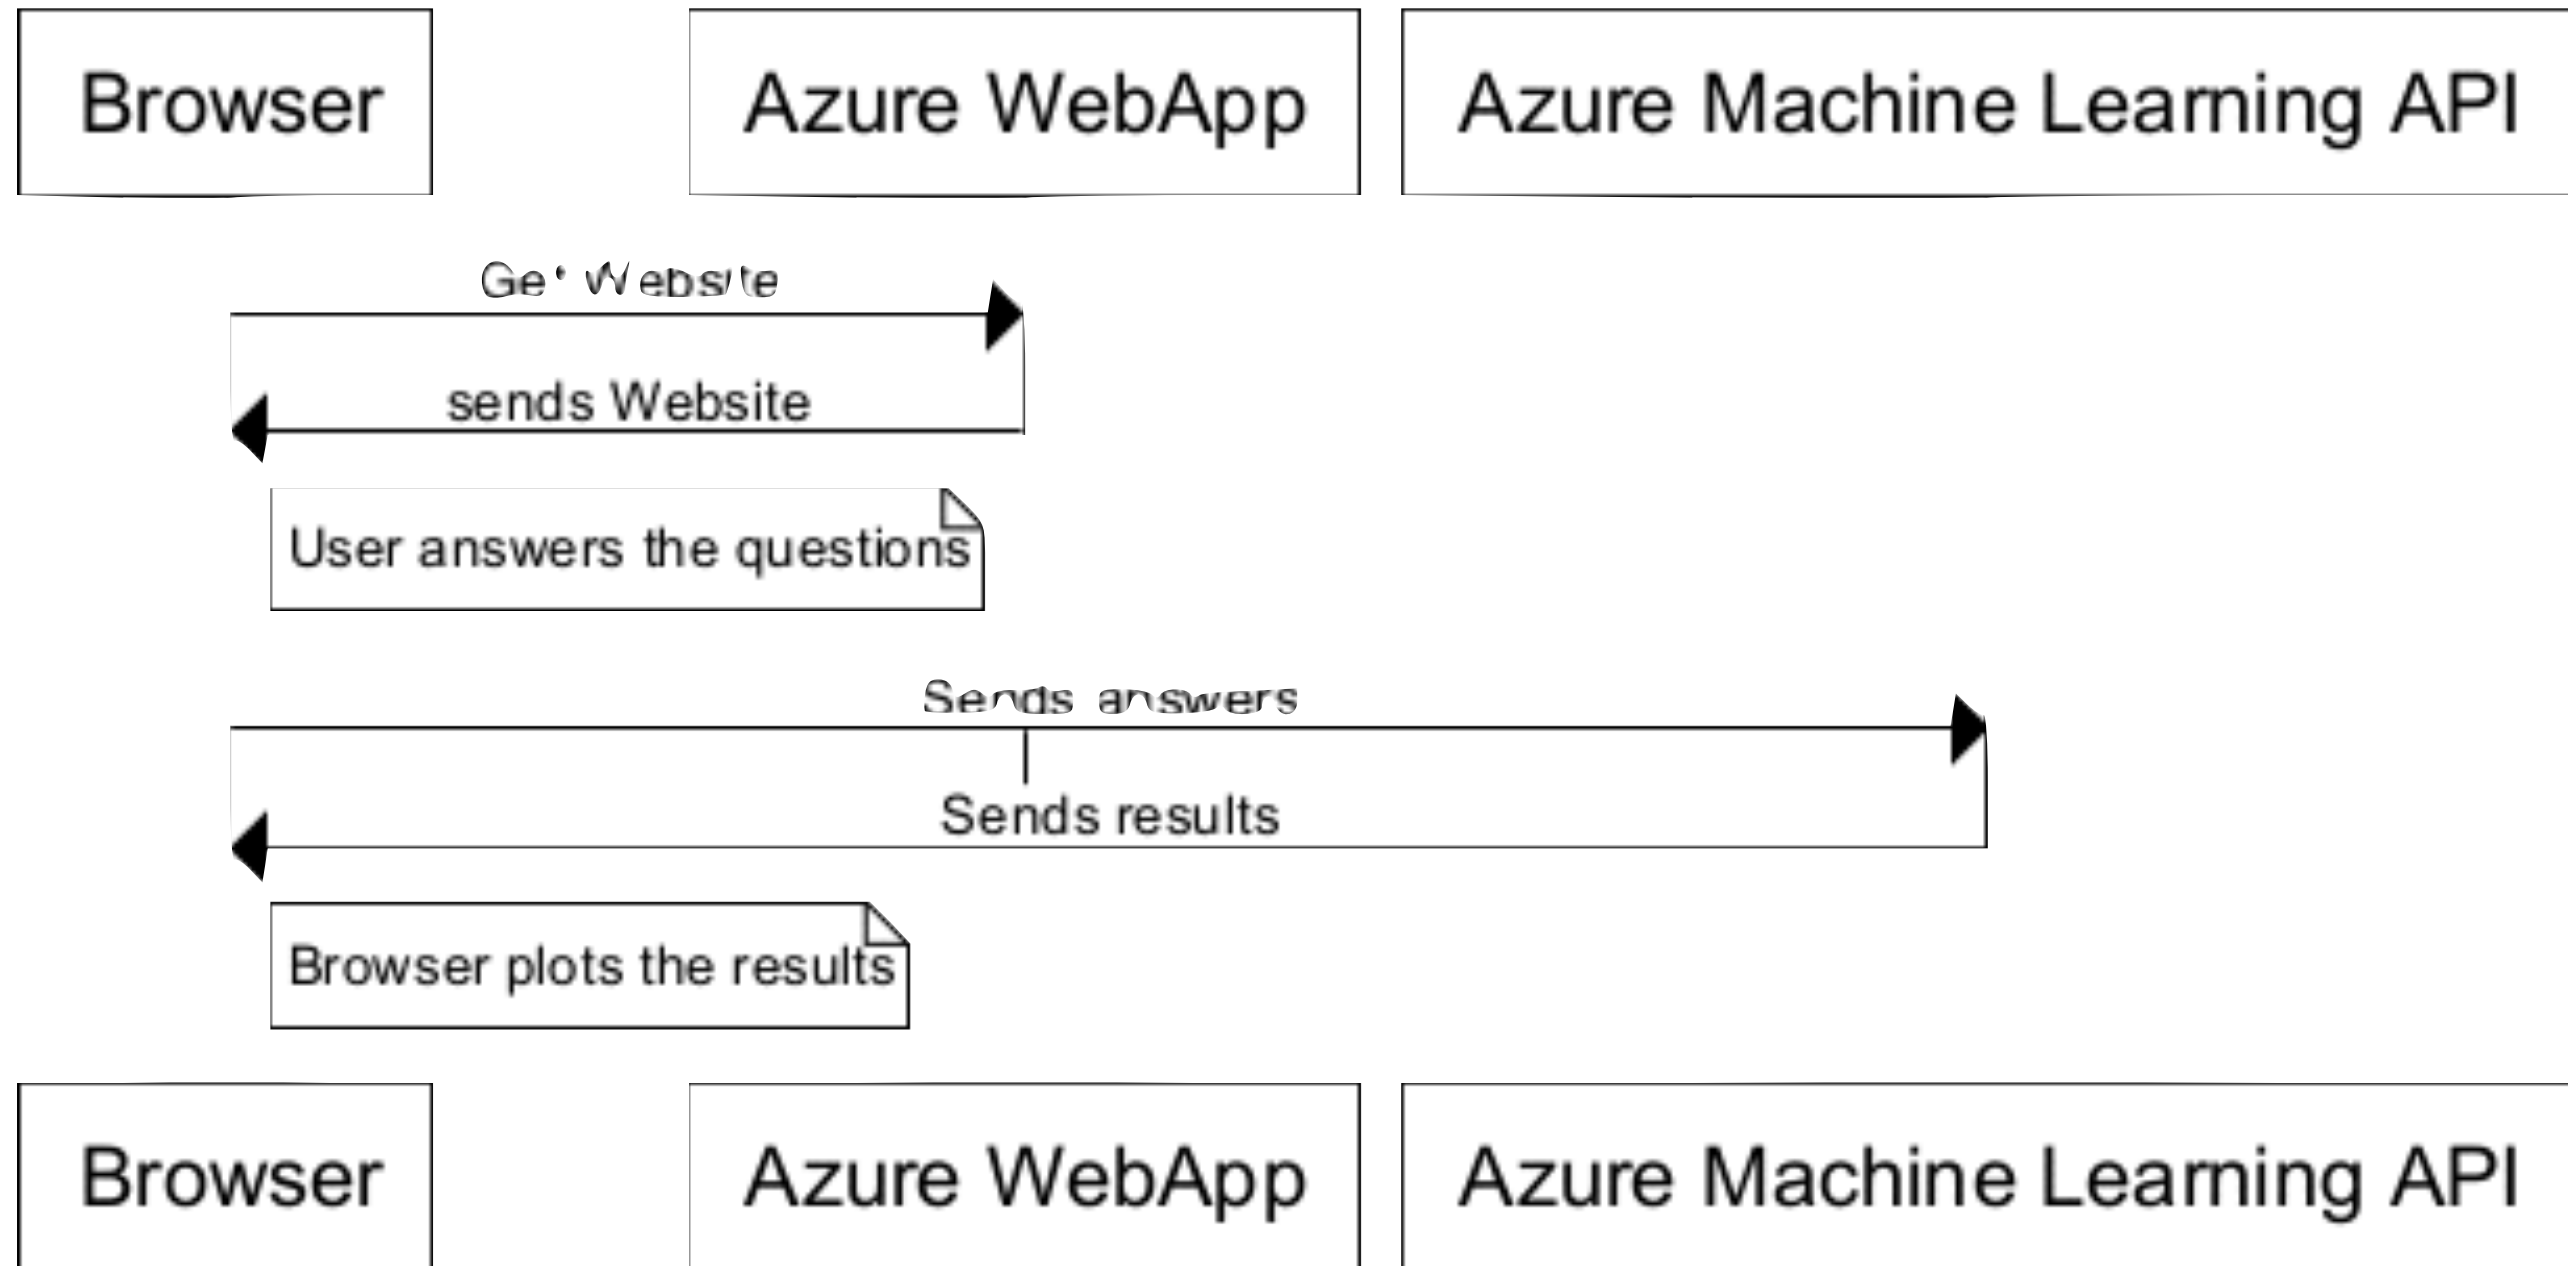 Browser
Azure WebApp
Azure Machine Learning API
Get Website
sends Website
User answers the questions
Sends answers
Sends results
Browser plots the results
Browser
Azure WebApp
Azure Machine Learning API